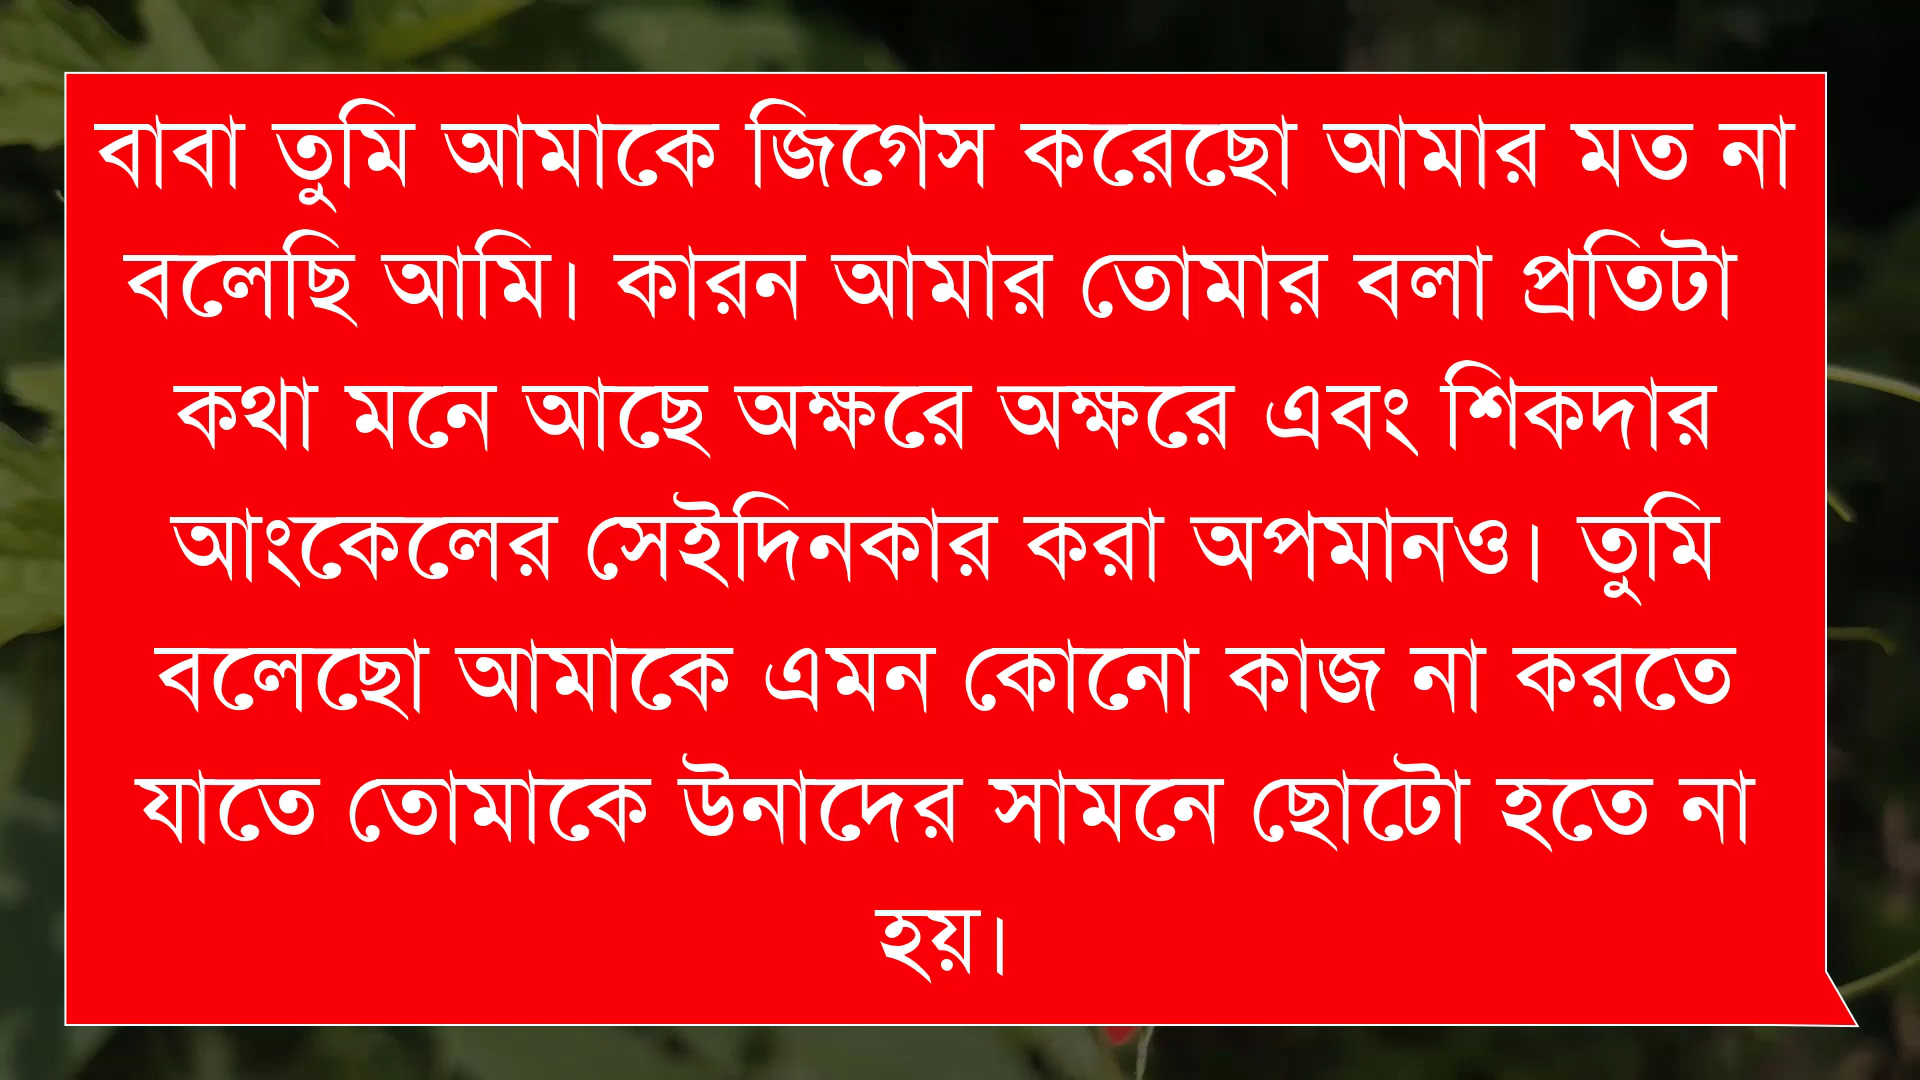 বাবা তুমি আমাকে জিগেস করেছো আমার মত না
বলেছি আমি। কারন আমার তোমার বলা প্রতিটা
কথা মনে আছে অক্ষরে অক্ষরে এবং শিকদার
আংকেলের সেইদিনকার করা অপমানও। তুমি
বলেছো আমাকে এমন কোনো কাজ না করতে
যাতে তোমাকে উনাদের সামনে ছোটো হতে না
হয়।